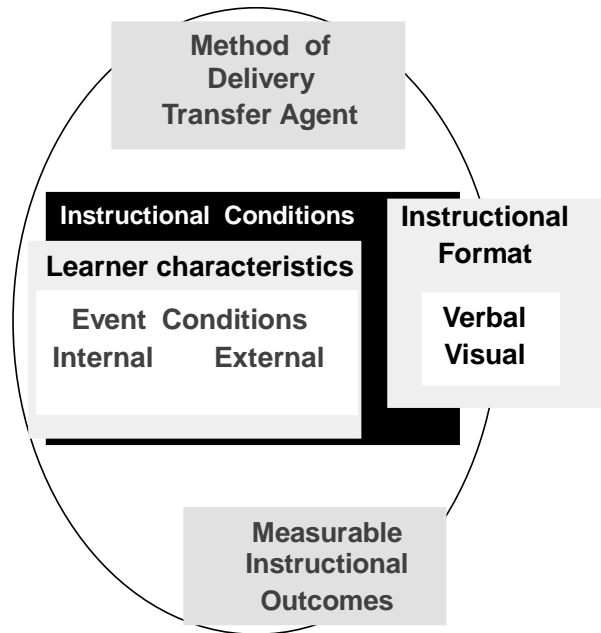 Method of
Delivery
Transfer Agent
Instructional Conditions
Learner characteristics
Event Conditions
Internal External
Instructional
Format
Verbal
Visual
Measurable
Instructional
Outcomes